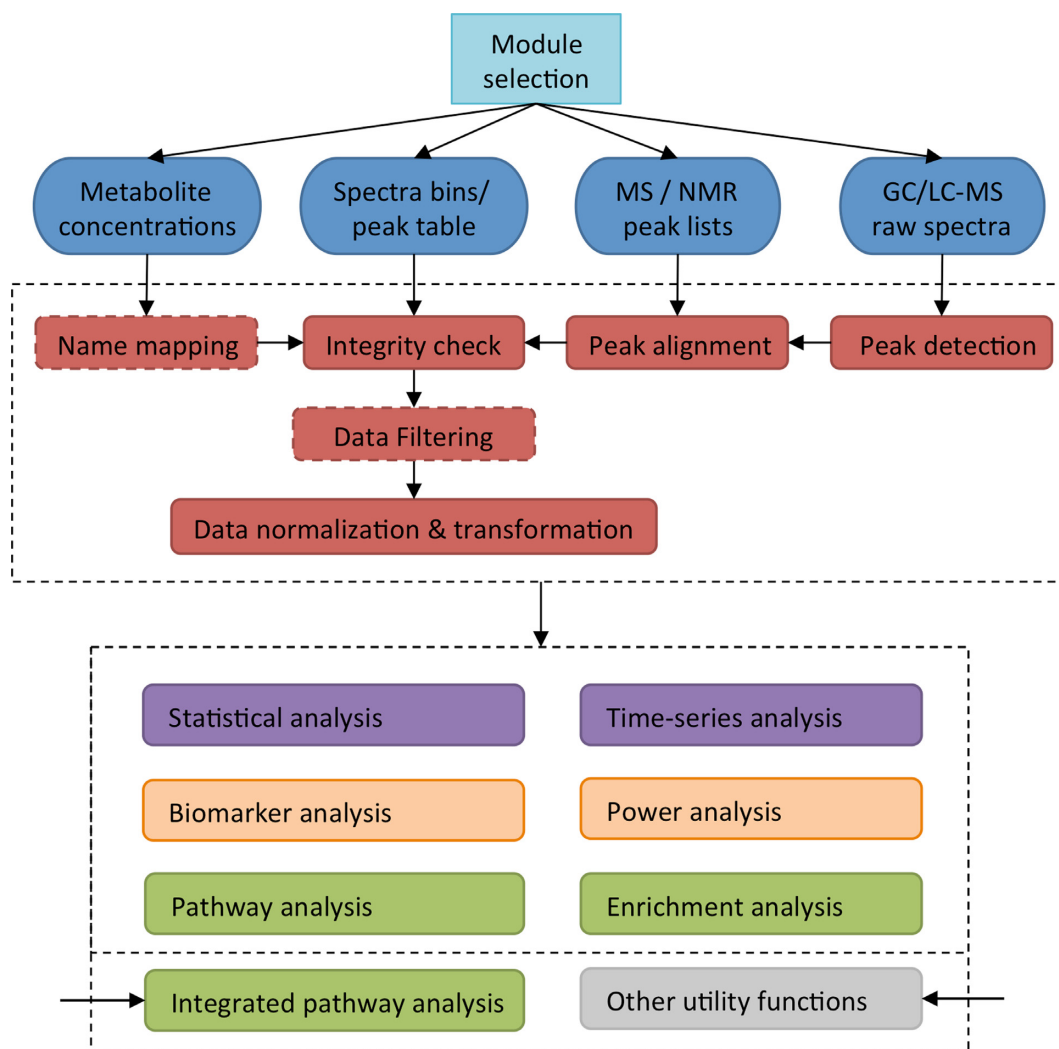 Module
selection
Metabolite
concentrations
Spectra bins/
peak table
MS / NMR
peak lists
GC/LC-MS
raw spectra
Name mapping
Integrity check
Peak alignment
Peak detection
Data Filtering
Data normalization & transformation
Statistical analysis
Time-series analysis
Biomarker analysis
Power analysis
Pathway analysis
Enrichment analysis
Integrated pathway analysis
Other utility functions